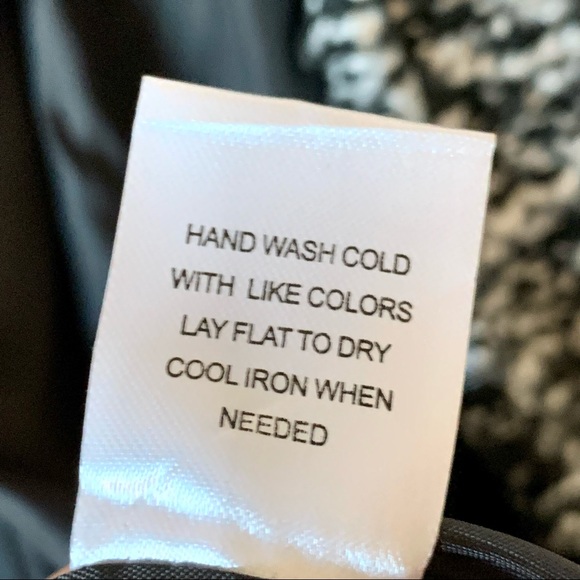 HAND WASH COLD
WITH LIKE COLORS
LAY FLAT TO DRY
COOL IRON WHEN
NEEDED